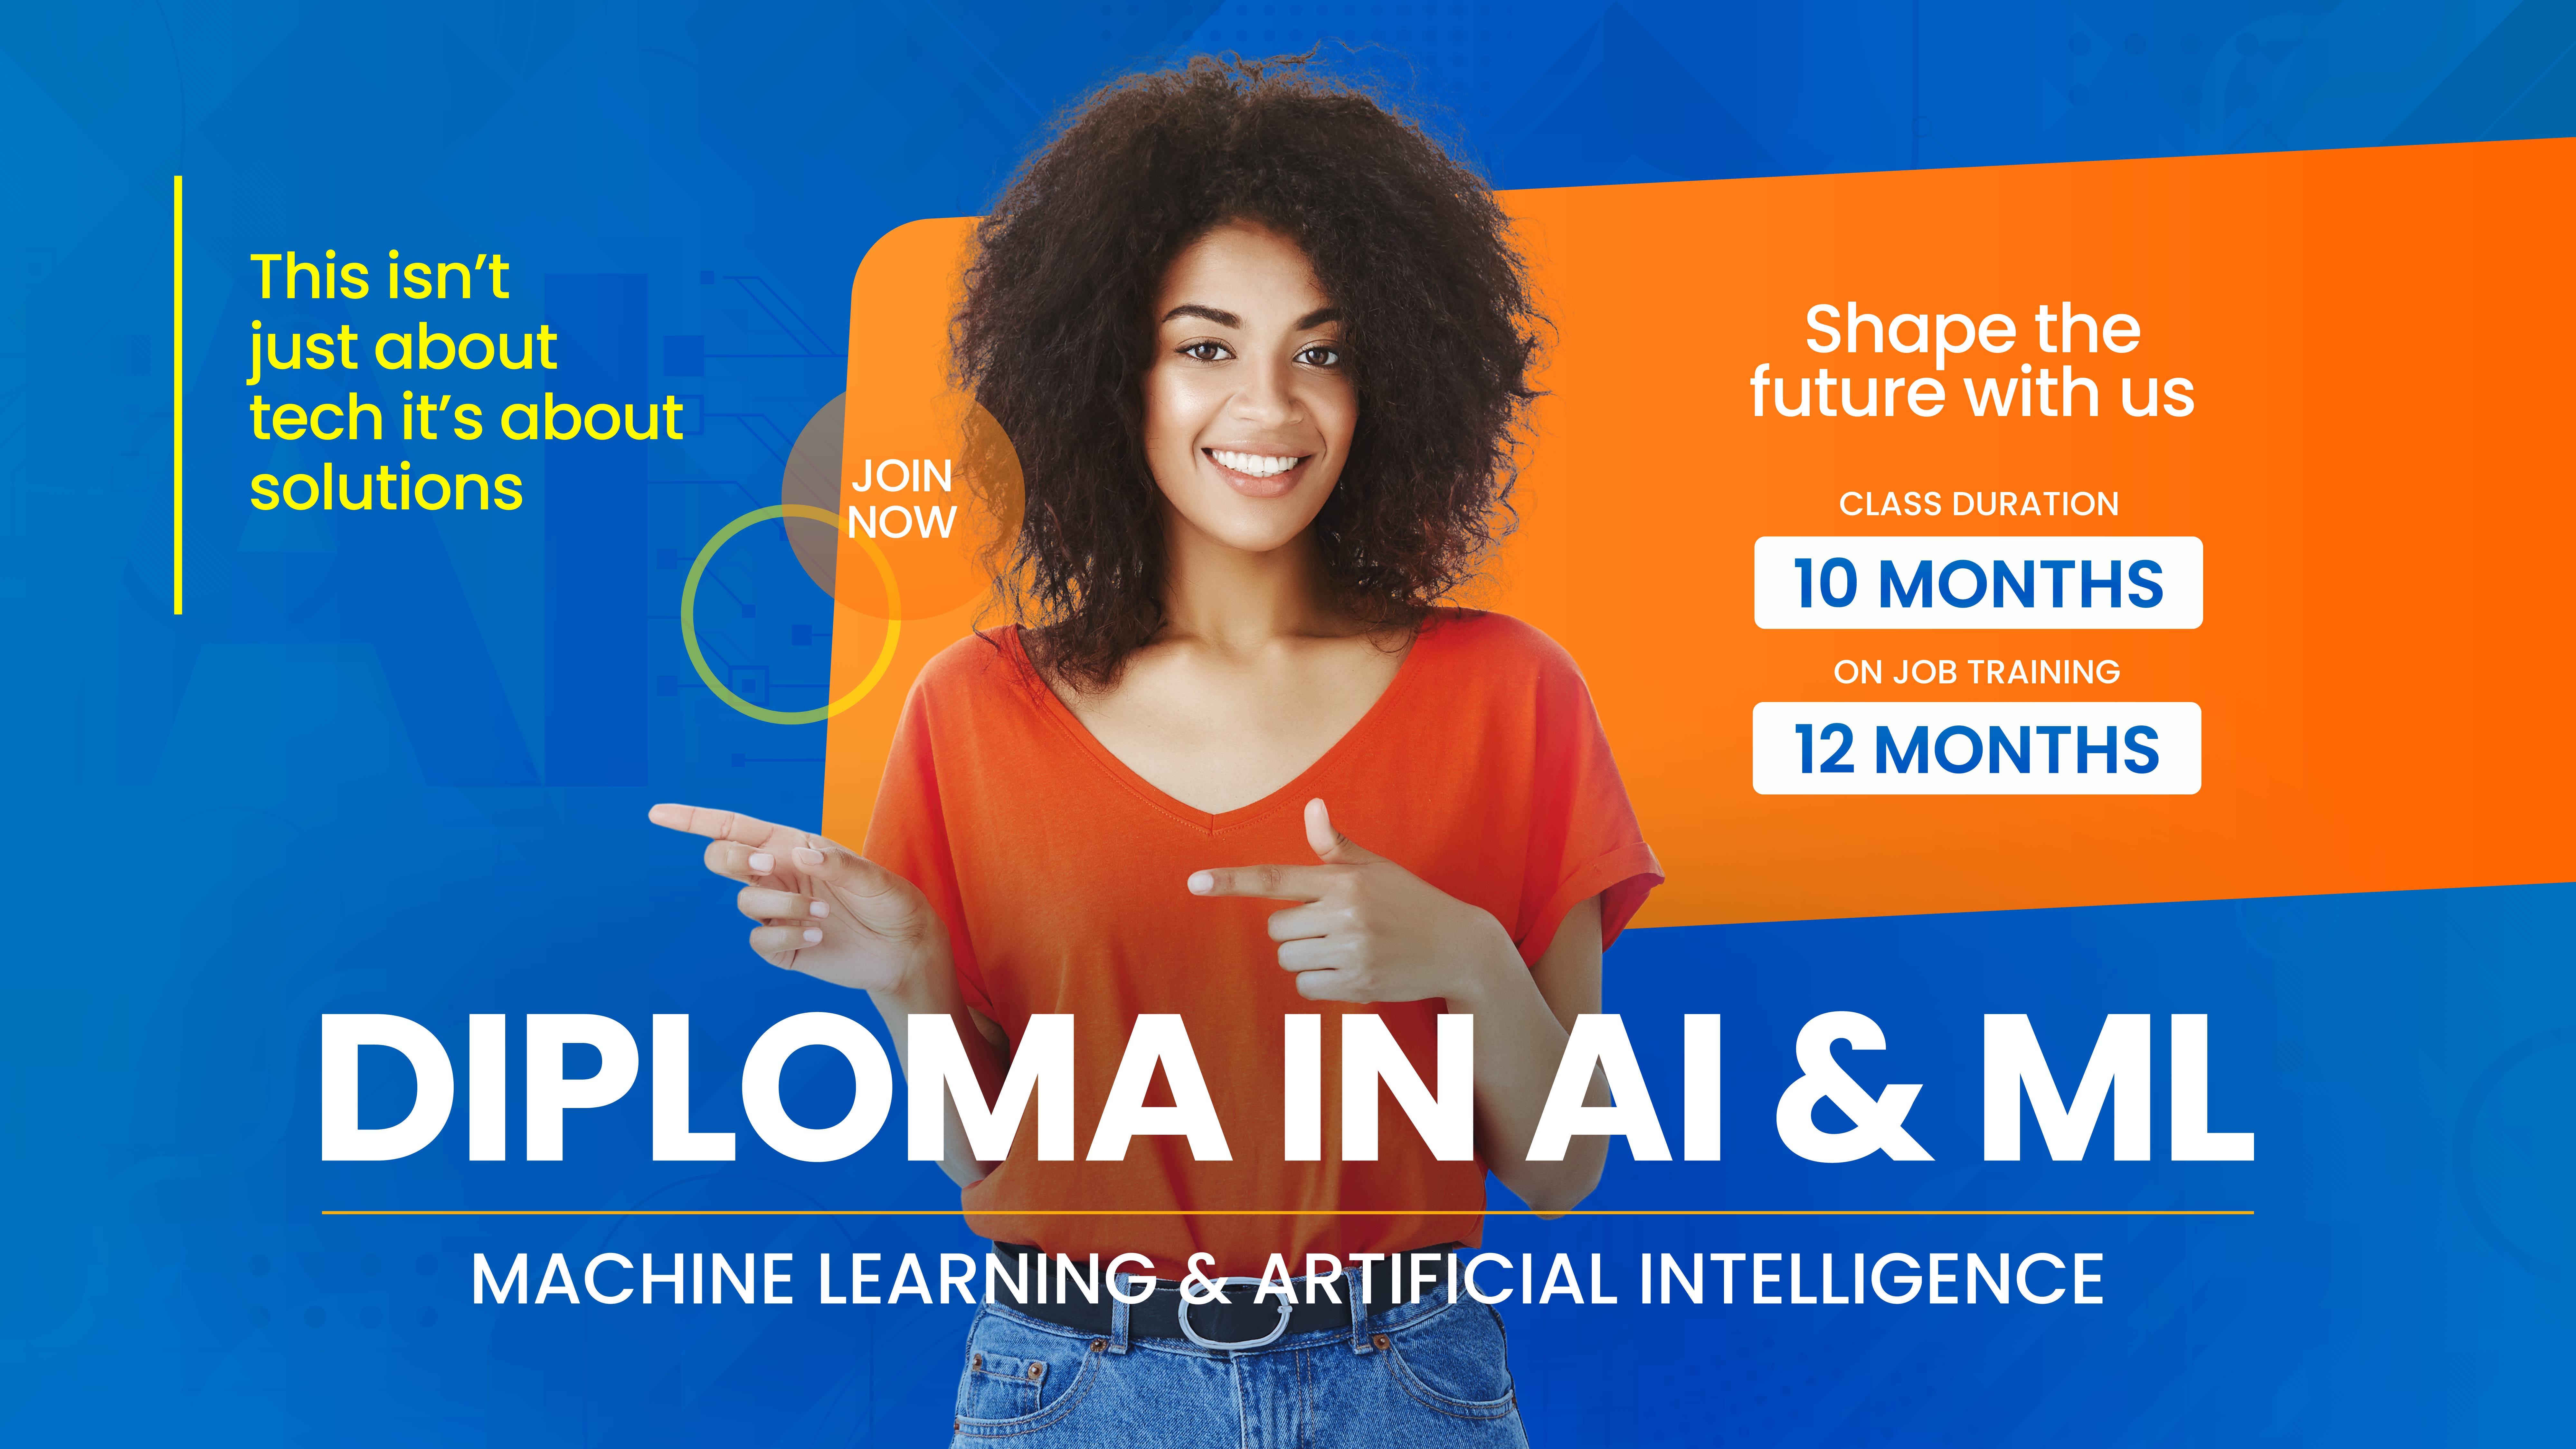 This isn’t
just about
tech it’s about
solutions
JOIN
NOW
Shape the
future with us
CLASS DURATION
10 MONTHS
ON JOB TRAINING
12 MONTHS
DIPLOMA IN AI & ML
MACHINE LEARNING & ARTIFICIAL INTELLIGENCE
AI